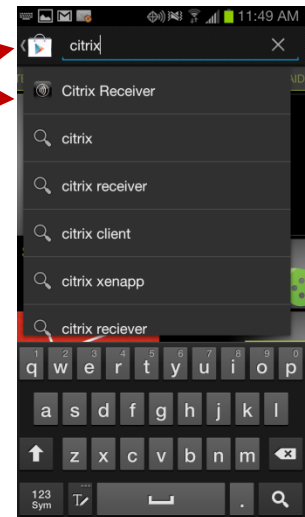 11:49 AM
citrix
Citrix Receiver
citrix
citrix receiver
citrix client
citrix xenapp
citrix reciever
1 2 3 4 5 6 7 8 9 0
q w e r t y u i o p
a s d f g h j k l
z x c v b n m
123
Sym
.